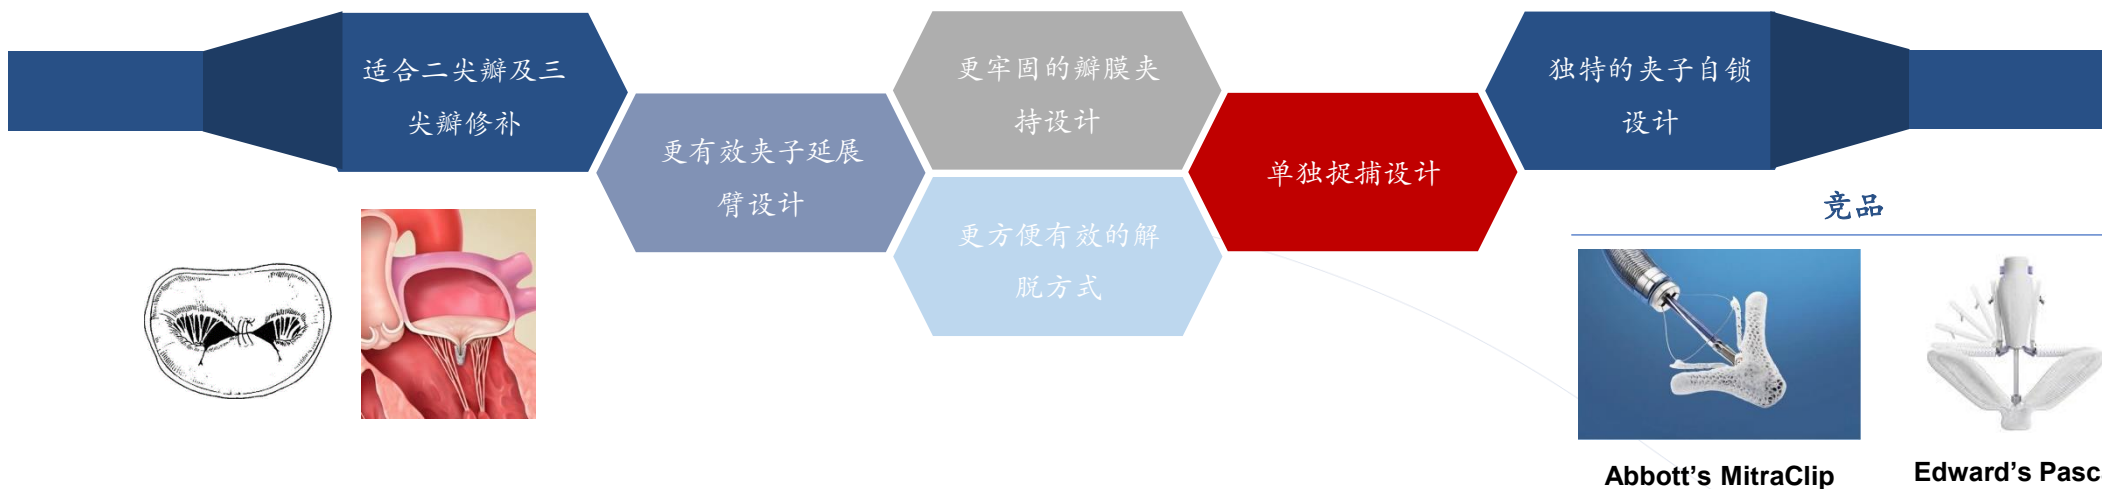 适合二尖瓣及三
尖瓣修补
更有效夹子延展
臂设计
更牢固的瓣膜夹
持设计
更方便有效的解
脱方式
单独捉捕设计
独特的夹子自锁
设计
竞品
Abbott’s MitraClip
Edward’s Pasc